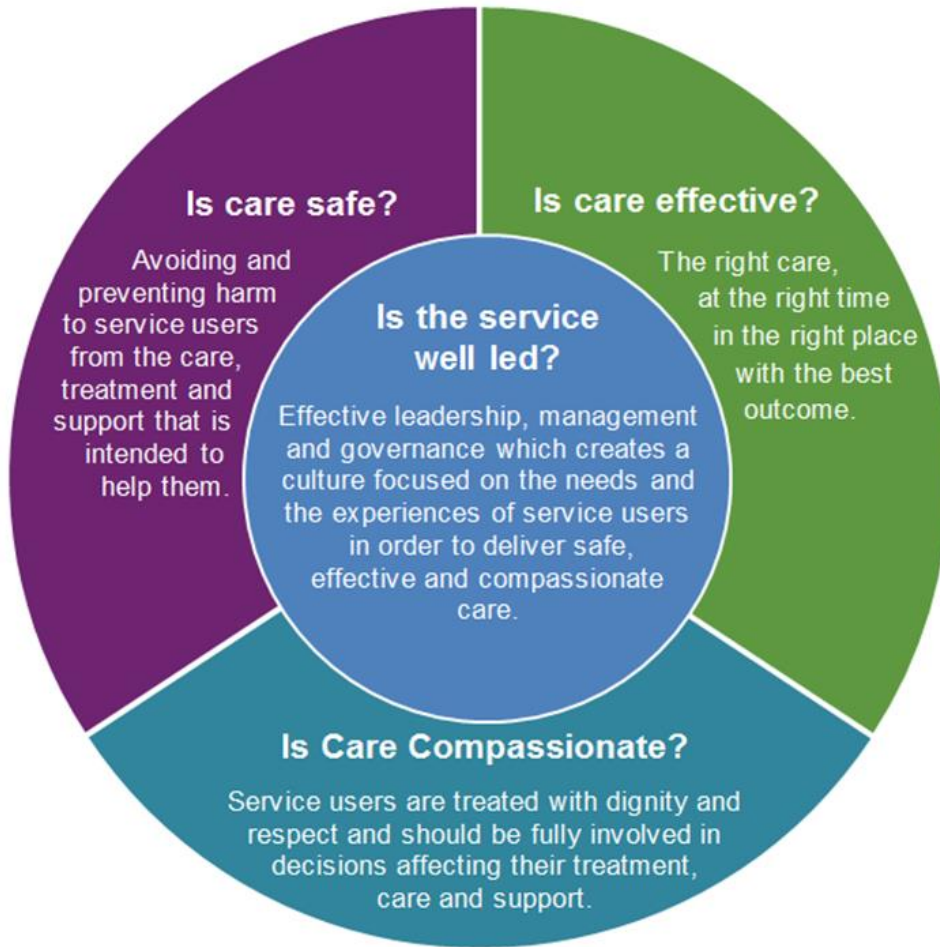 Is care safe?
Avoiding and
preventing harm
to service users
from the care,
treatment and
support that is
intended to
help them.
Is care effective?
The right care,
at the right time
in the right place
with the best
outcome.
Is the service
well led?
Effective leadership, management
and governance which creates a
culture focused on the needs and
the experiences of service users
in order to deliver safe,
effective and compassionate
care.
Is Care Compassionate?
Service users are treated with dignity and
respect and should be fully involved in
decisions affecting their treatment,
care and support.